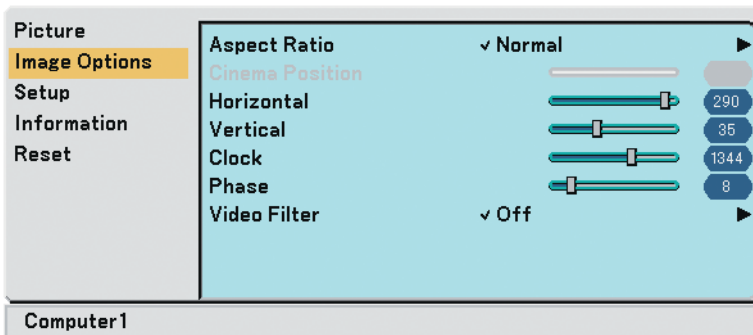 Picture
Image Options
Setup
Information
Reset
Aspect Ratio ✓ Normal
Cinema Position
Horizontal 290
Vertical 35
Clock 1344
Phase 8
Video Filter ✓ Off
Computer1